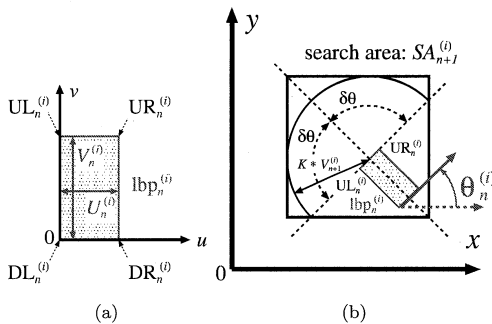 v
UL_n^(i)
UR_n^(i)
V_n^(i)
lbp_n^(i)
U_n^(i)
0
u
DL_n^(i)
DR_n^(i)
(a)
y
search area: SA_{n+1}^(i)
δθ
δθ
UR_n^(i)
K * V_{n+1}^(i)
UL_n^(i)
lbp_n^(i)
θ_n^(i)
x
0
(b)